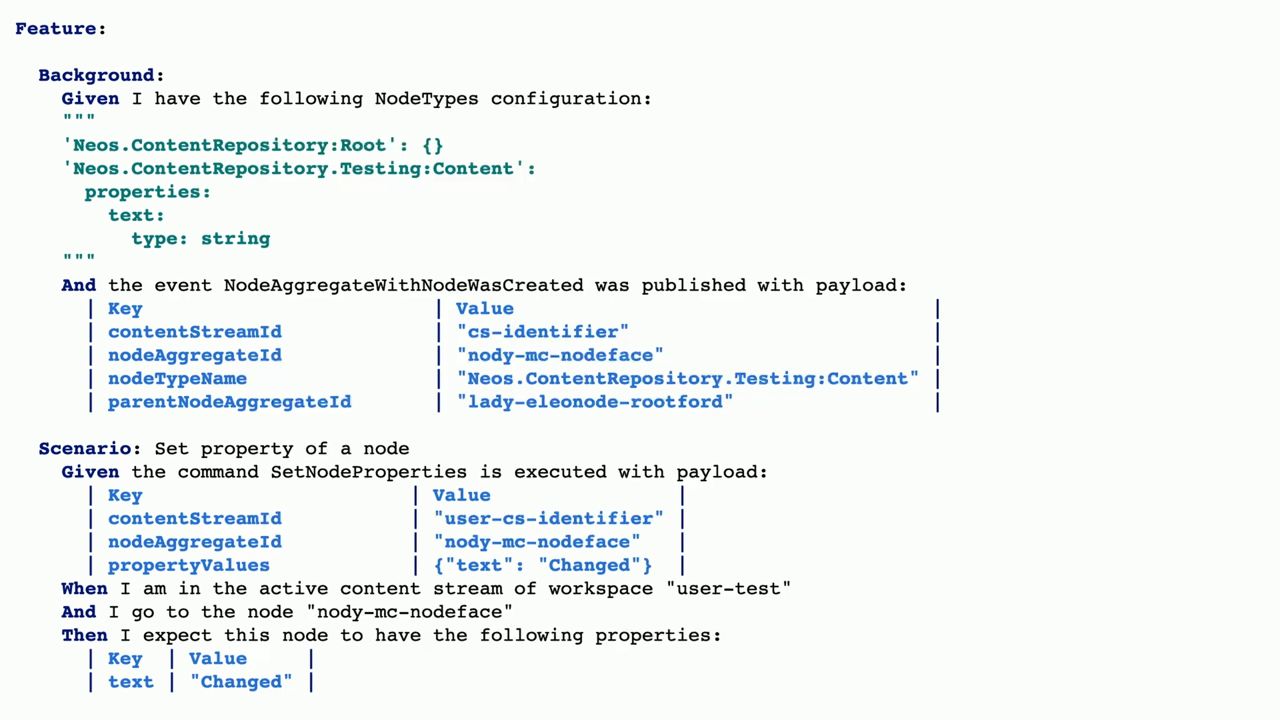 Feature:
Background:
Given I have the following NodeTypes configuration:
"""
'Neos.ContentRepository:Root': {}
'Neos.ContentRepository.Testing:Content':
properties:
text:
type: string
"""
And the event NodeAggregateWithNodeWasCreated was published with payload:
| Key | Value |
| contentStreamId | "cs-identifier" |
| nodeAggregateId | "nody-mc-nodeface" |
| nodeTypeName | "Neos.ContentRepository.Testing:Content" |
| parentNodeAggregateId | "lady-eleonode-rootford" |
Scenario: Set property of a node
Given the command SetNodeProperties is executed with payload:
| Key | Value |
| contentStreamId | "user-cs-identifier" |
| nodeAggregateId | "nody-mc-nodeface" |
| propertyValues | {"text": "Changed"} |
When I am in the active content stream of workspace "user-test"
And I go to the node "nody-mc-nodeface"
Then I expect this node to have the following properties:
| Key | Value |
| text | "Changed" |